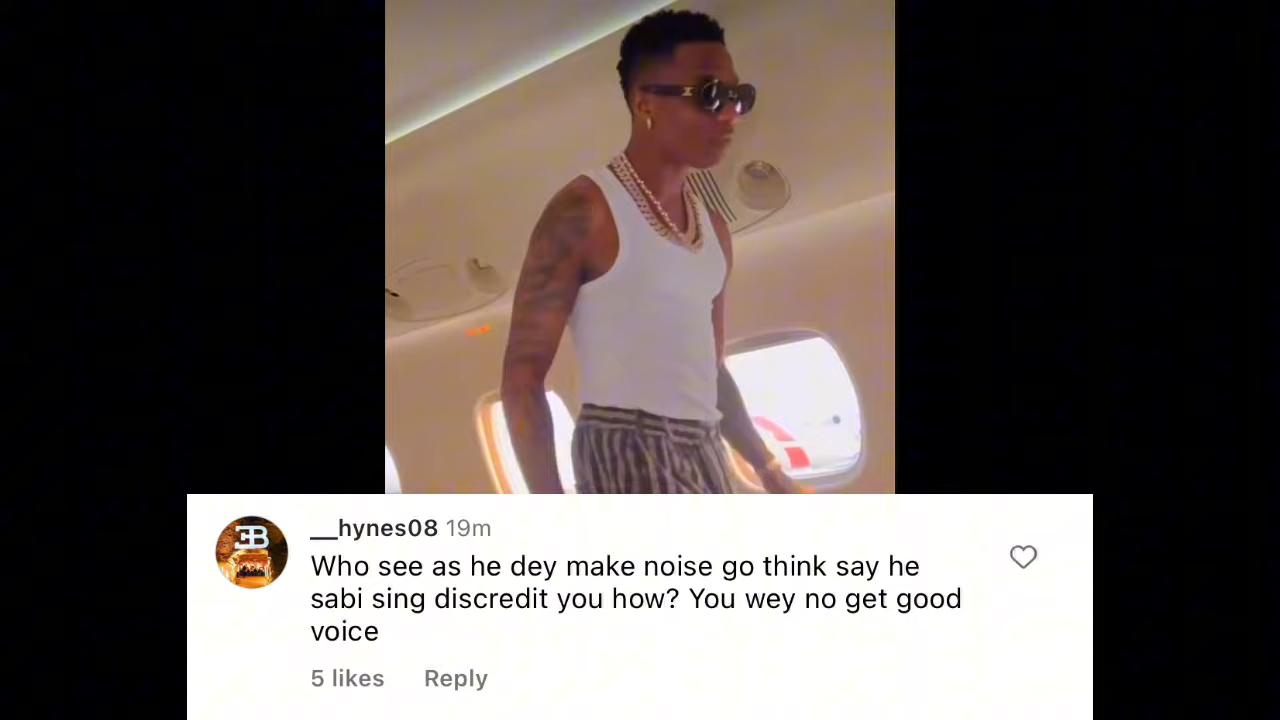 __hynes08 19m
Who see as he dey make noise go think say he
sabi sing discredit you how? You wey no get good
voice
5 likes Reply